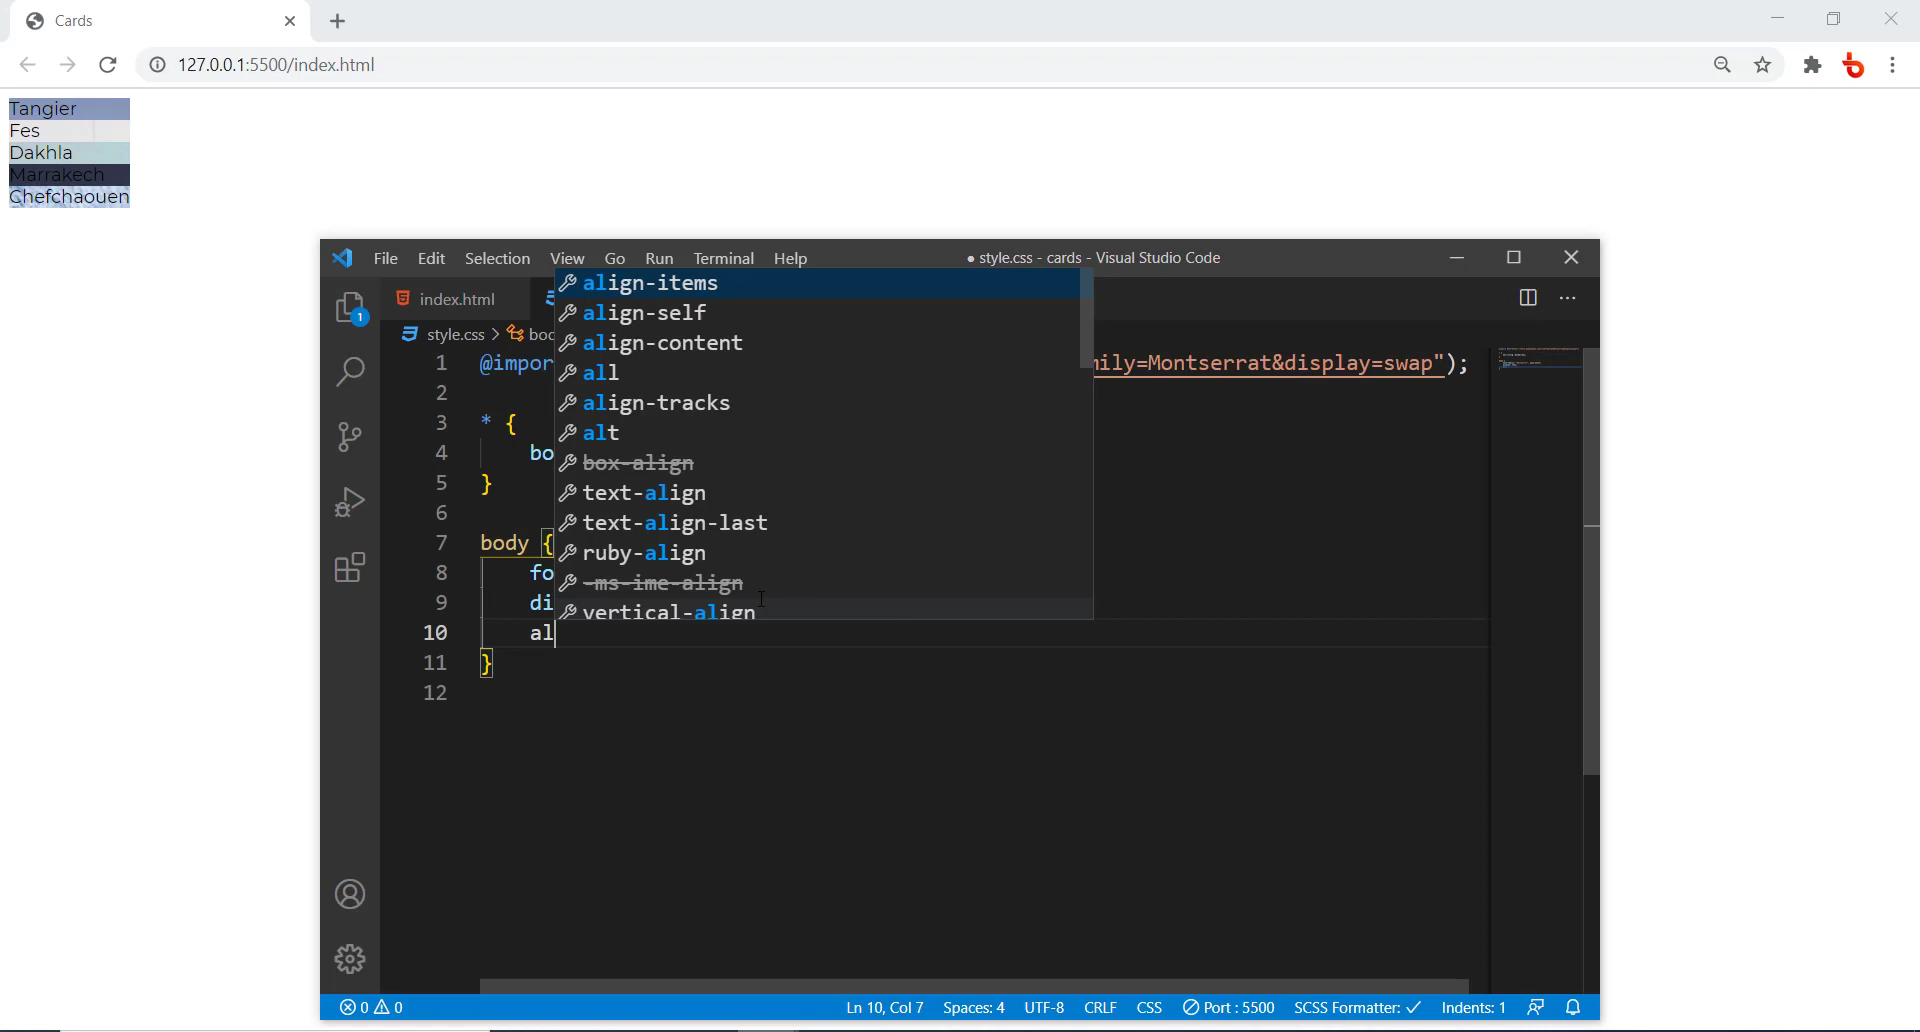 Cards
127.0.0.1:5500/index.html
Tangier
Fes
Dakhla
Marrakech
Chefchaouen
File Edit Selection View Go Run Terminal Help
● style.css - cards - Visual Studio Code
index.html
style.css > boc
1
1 @impor mily=Montserrat&display=swap");
2
3 * {
4 bo
5 }
6
7 body {
8 fo
9 di
10 al
11 }
12
align-items
align-self
align-content
all
align-tracks
alt
box-align
text-align
text-align-last
ruby-align
-ms-ime-align
vertical-align
0 0 Ln 10, Col 7 Spaces: 4 UTF-8 CRLF CSS Port : 5500 SCSS Formatter: ✓ Indents: 1